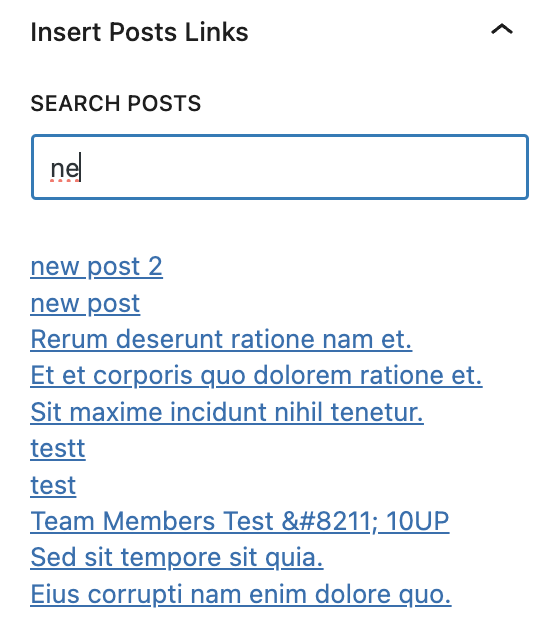 Insert Posts Links
SEARCH POSTS
ne
new post 2
new post
Rerum deserunt ratione nam et.
Et et corporis quo dolorem ratione et.
Sit maxime incidunt nihil tenetur.
testt
test
Team Members Test &#8211; 10UP
Sed sit tempore sit quia.
Eius corrupti nam enim dolore quo.